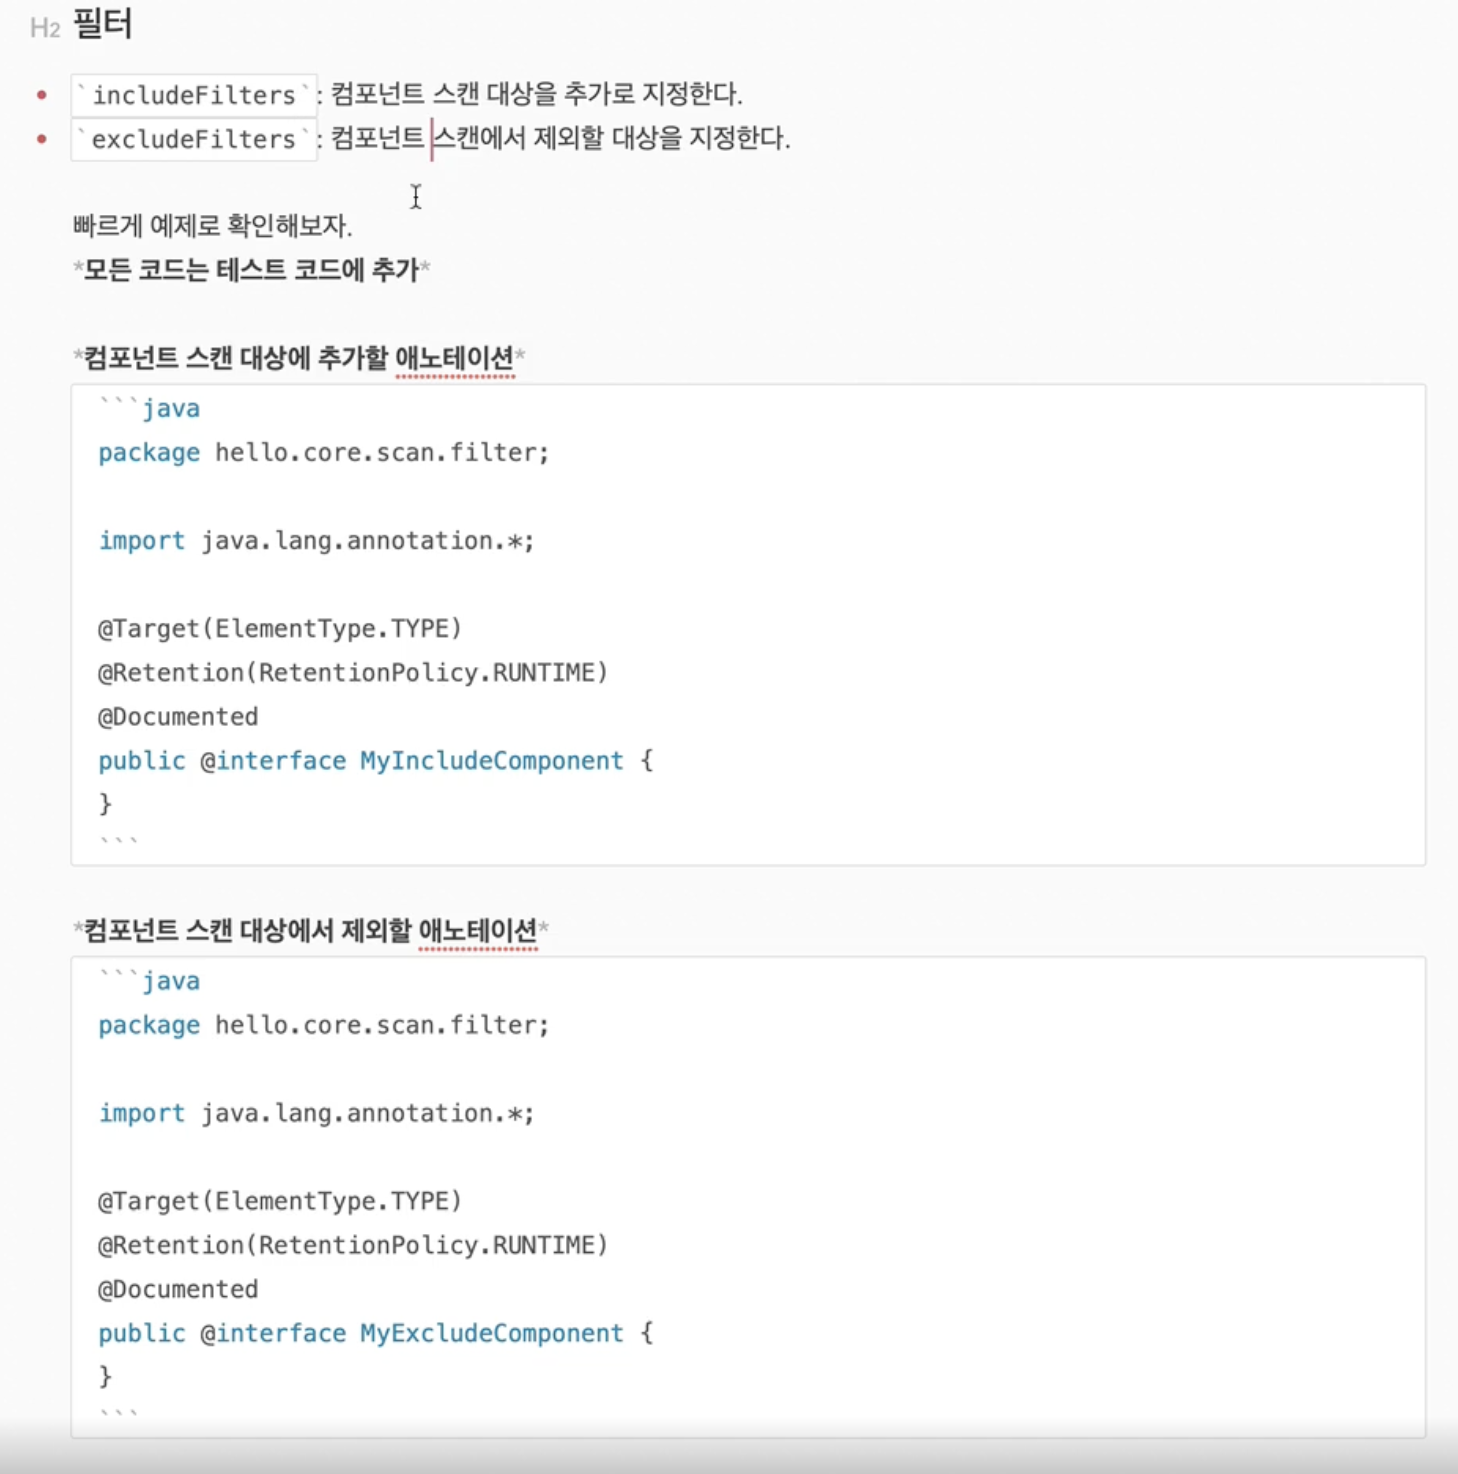 H2 필터
• `includeFilters`: 컴포넌트 스캔 대상을 추가로 지정한다.
• `excludeFilters`: 컴포넌트 스캔에서 제외할 대상을 지정한다.
빠르게 예제로 확인해보자.
*모든 코드는 테스트 코드에 추가*
*컴포넌트 스캔 대상에 추가할 애노테이션*
```java
package hello.core.scan.filter;
import java.lang.annotation.*;
@Target(ElementType.TYPE)
@Retention(RetentionPolicy.RUNTIME)
@Documented
public @interface MyIncludeComponent {
}
```
*컴포넌트 스캔 대상에서 제외할 애노테이션*
```java
package hello.core.scan.filter;
import java.lang.annotation.*;
@Target(ElementType.TYPE)
@Retention(RetentionPolicy.RUNTIME)
@Documented
public @interface MyExcludeComponent {
}
```